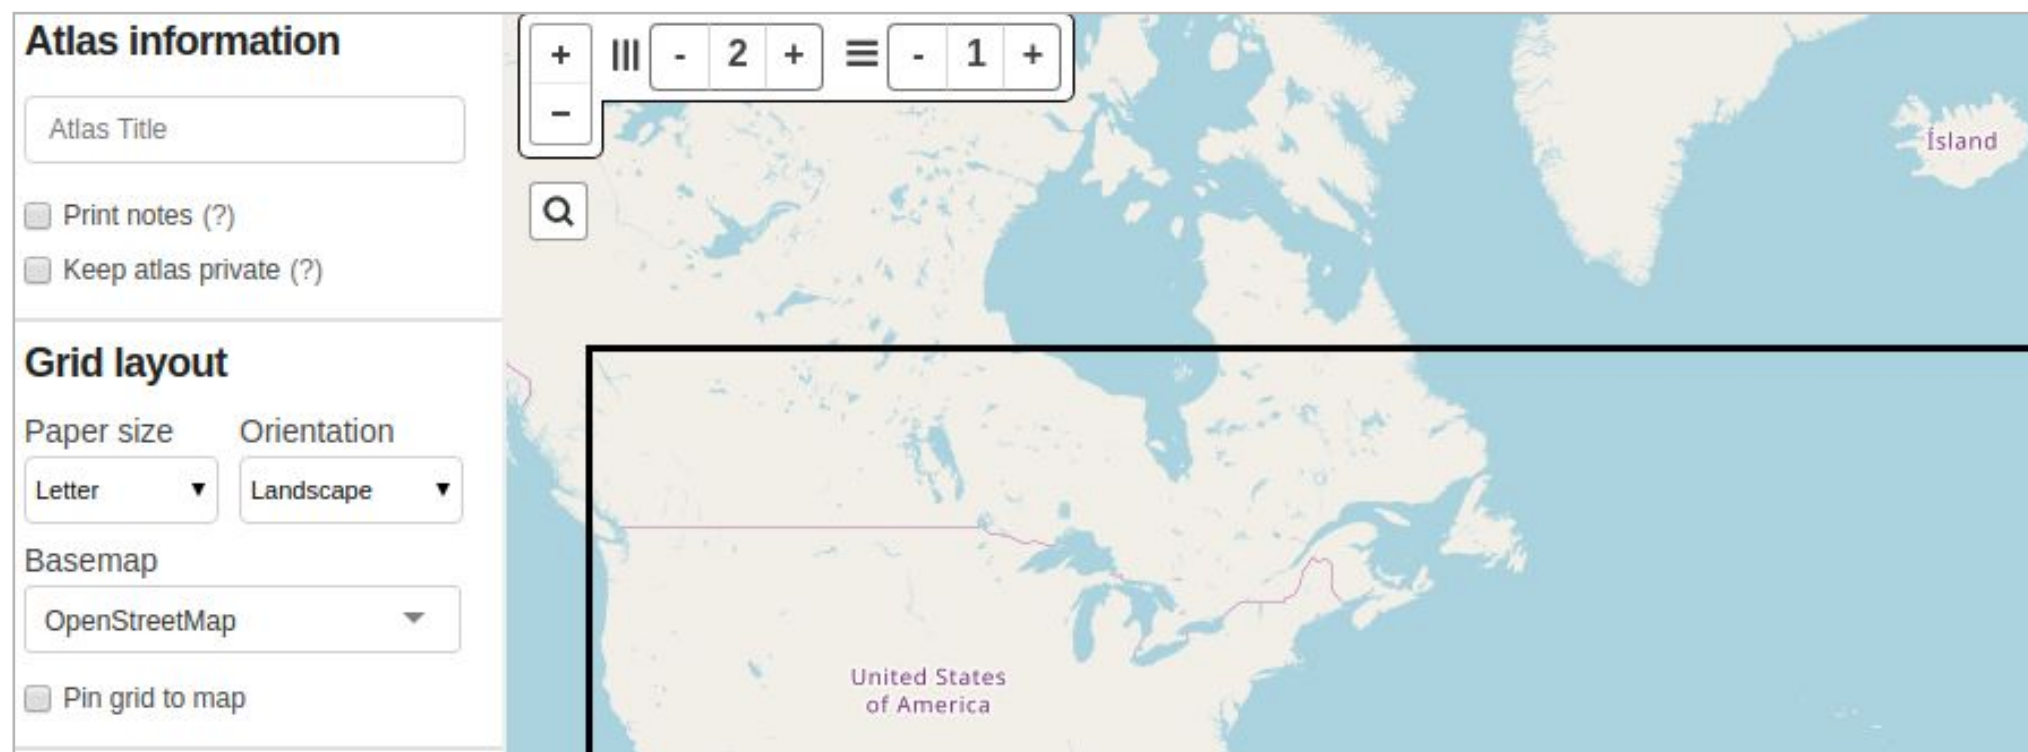 Atlas information
Atlas Title
Print notes (?)
Keep atlas private (?)
Grid layout
Paper size Orientation
Letter Landscape
Basemap
OpenStreetMap
Pin grid to map
+ - 2 + - 1 +
−
Ísland
United States
of America